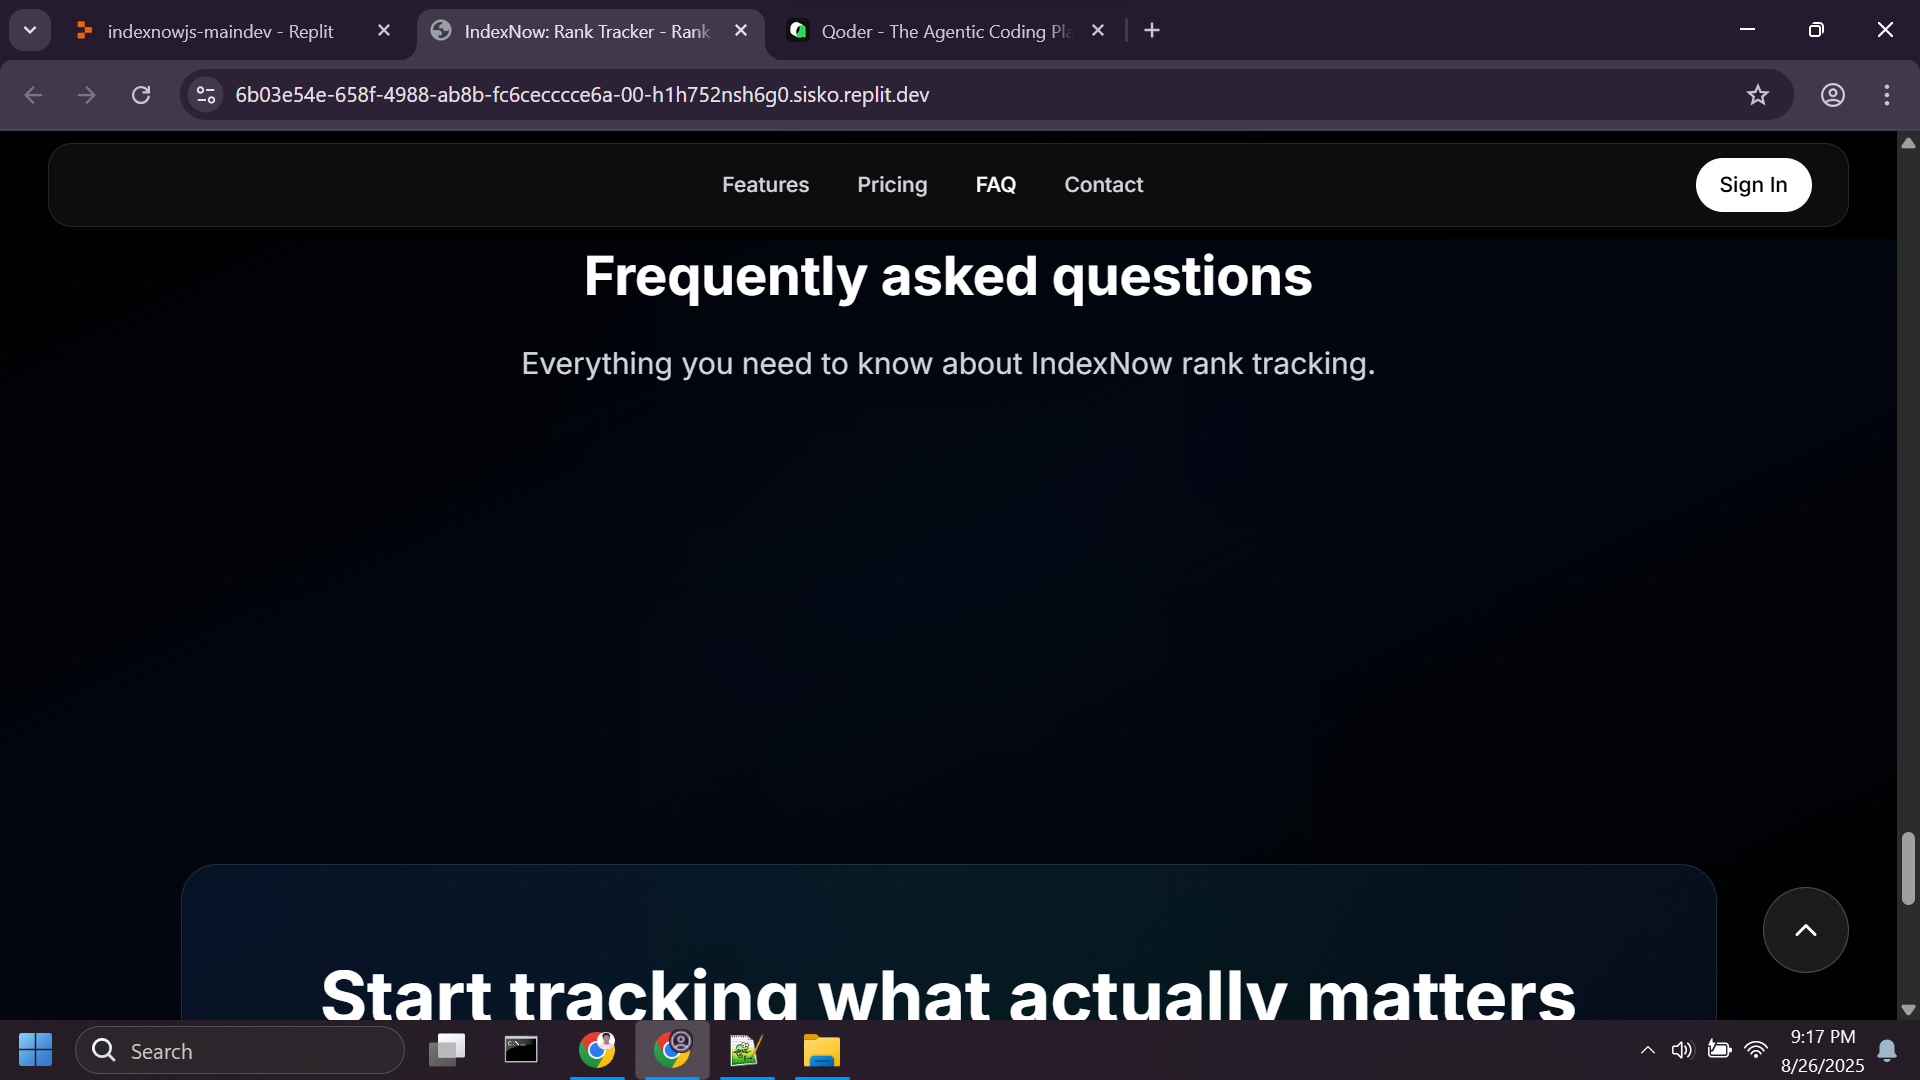 indexnowjs-maindev - Replit
IndexNow: Rank Tracker - Rank
Qoder - The Agentic Coding Pla
6b03e54e-658f-4988-ab8b-fc6cecccce6a-00-h1h752nsh6g0.sisko.replit.dev
Features
Pricing
FAQ
Contact
Sign In
Frequently asked questions
Everything you need to know about IndexNow rank tracking.
Start tracking what actually matters
Search
9:17 PM
8/26/2025